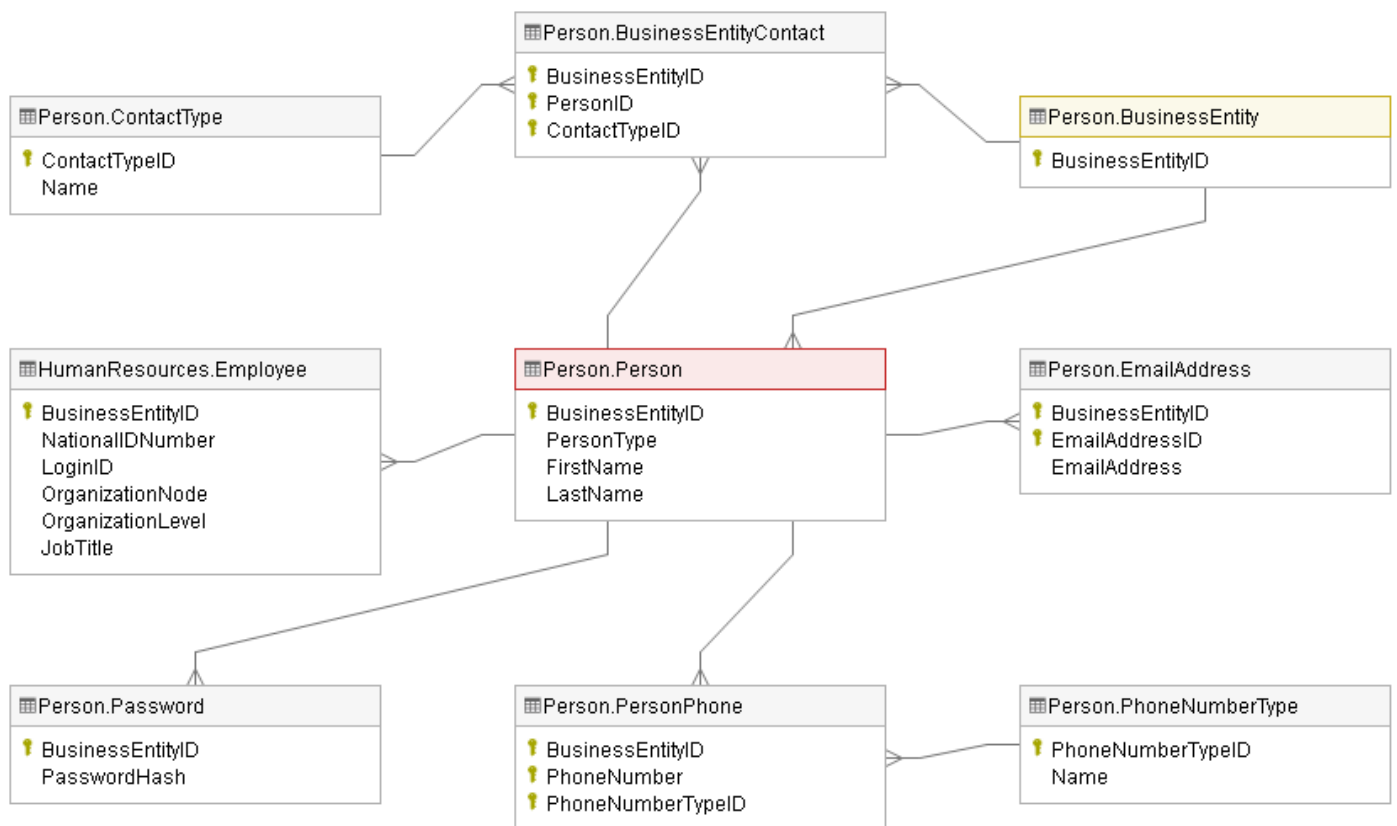 Person.BusinessEntityContact
BusinessEntityID
PersonID
ContactTypeID
Person.ContactType
ContactTypeID
Name
Person.BusinessEntity
BusinessEntityID
HumanResources.Employee
BusinessEntityID
NationalIDNumber
LoginID
OrganizationNode
OrganizationLevel
JobTitle
Person.Person
BusinessEntityID
PersonType
FirstName
LastName
Person.EmailAddress
BusinessEntityID
EmailAddressID
EmailAddress
Person.Password
BusinessEntityID
PasswordHash
Person.PersonPhone
BusinessEntityID
PhoneNumber
PhoneNumberTypeID
Person.PhoneNumberType
PhoneNumberTypeID
Name